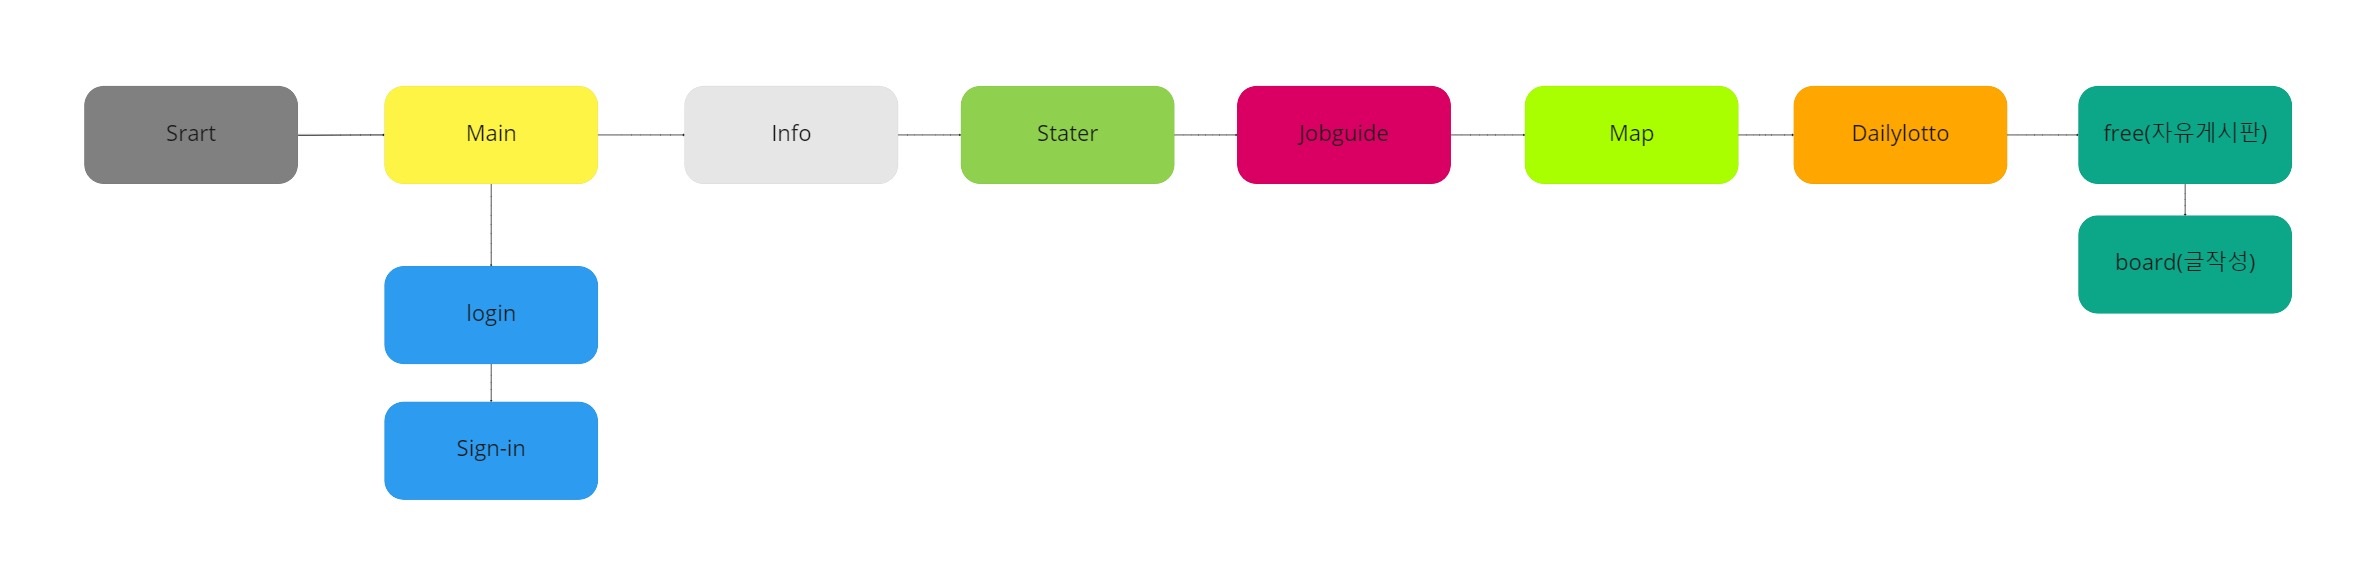 Srart
Main
Info
Stater
Jobguide
Map
Dailylotto
free(자유게시판)
board(글작성)
login
Sign-in